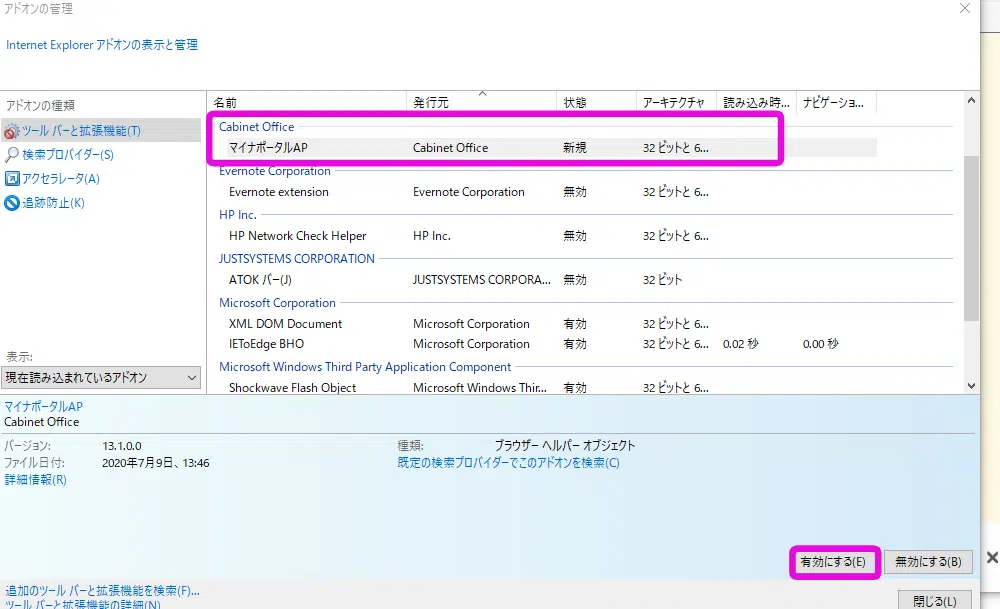 アドオンの管理
Internet Explorer アドオンの表示と管理
アドオンの種類
ツール バーと拡張機能(T)
検索プロバイダー(S)
アクセラレータ(A)
追跡防止(K)
表示:
現在読み込まれているアドオン
名前 発行元 状態 アーキテクチャ 読み込み時... ナビゲーショ...
Cabinet Office
マイナポータルAP Cabinet Office 新規 32 ビットと 6...
Evernote Corporation
Evernote extension Evernote Corporation 無効 32 ビットと 6...
HP Inc.
HP Network Check Helper HP Inc. 無効 32 ビットと 6...
JUSTSYSTEMS CORPORATION
ATOK バー(J) JUSTSYSTEMS CORPORA... 無効 32 ビット
Microsoft Corporation
XML DOM Document Microsoft Corporation 有効 32 ビットと 6...
IEToEdge BHO Microsoft Corporation 有効 32 ビットと 6... 0.02 秒 0.00 秒
Microsoft Windows Third Party Application Component
Shockwave Flash Object Microsoft Windows Thir... 有効 32 ビットと 6...
マイナポータルAP
Cabinet Office
バージョン: 13.1.0.0 種類: ブラウザー ヘルパー オブジェクト
ファイル日付: 2020年7月9日、13:46 既定の検索プロバイダーでこのアドオンを検索(C)
詳細情報(R)
有効にする(E) 無効にする(B)
追加のツール バーと拡張機能を検索(F)...
ツール バーと拡張機能の詳細(N)
閉じる(L)